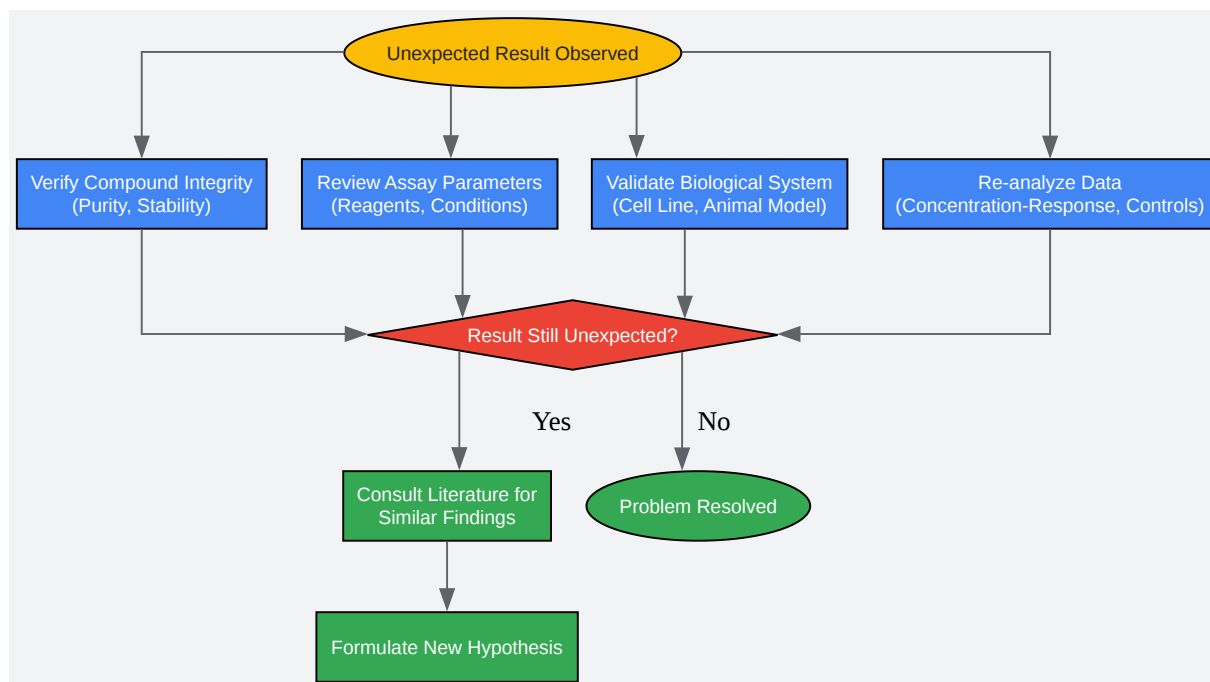 Unexpected Result Observed
Verify Compound Integrity
(Purity, Stability)
Review Assay Parameters
(Reagents, Conditions)
Validate Biological System
(Cell Line, Animal Model)
Re-analyze Data
(Concentration-Response, Controls)
Result Still Unexpected?
Yes
No
Consult Literature for
Similar Findings
Problem Resolved
Formulate New Hypothesis